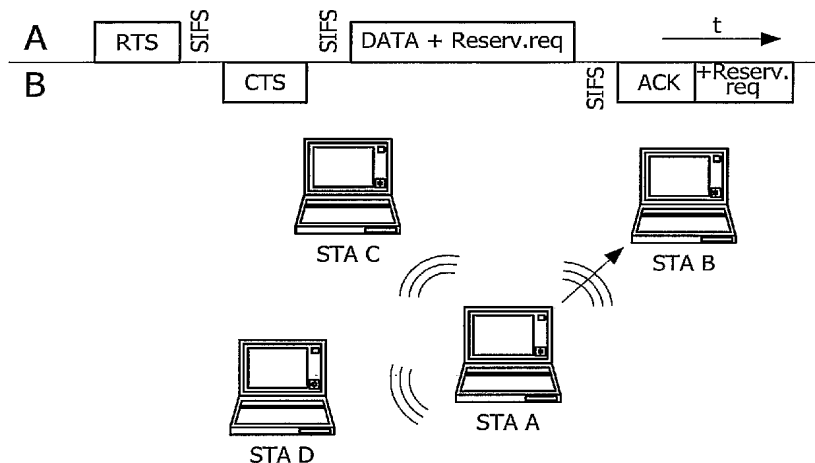 A
RTS
SIFS
SIFS
DATA + Reserv.req
t
B
CTS
SIFS
ACK
+Reserv.
req
STA C
STA B
STA D
STA A